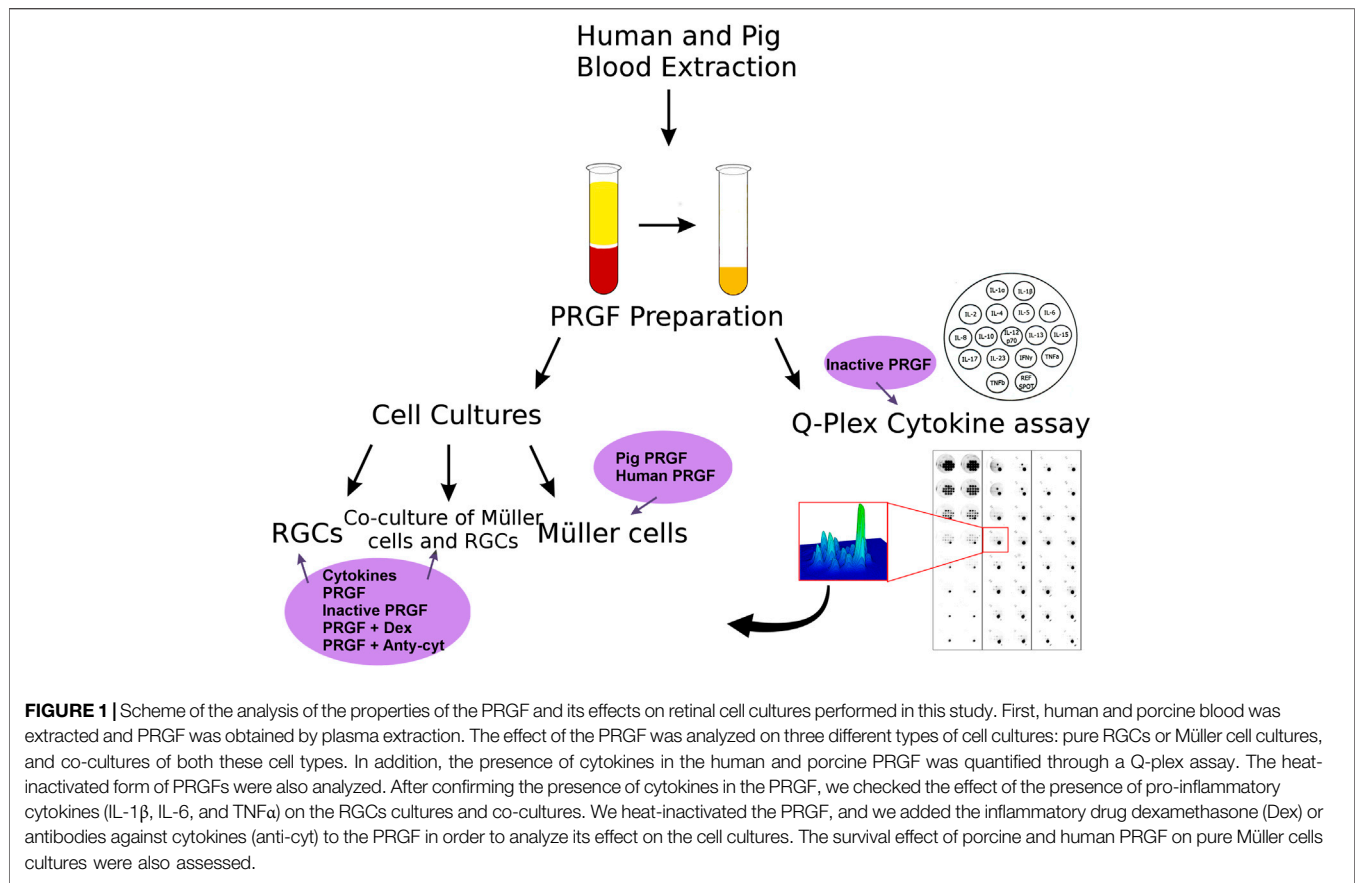 Human and Pig
Blood Extraction
PRGF Preparation
Inactive PRGF
IL-1α IL-1β
IL-2 IL-4 IL-5 IL-6
IL-8 IL-10 IL-12 p70 IL-13 IL-15
IL-17 IL-23 IFNγ TNFa
TNFb REF SPOT
Cell Cultures
Q-Plex Cytokine assay
Pig PRGF
Human PRGF
RGCs
Co-culture of Müller
cells and RGCs
Müller cells
Cytokines
PRGF
Inactive PRGF
PRGF + Dex
PRGF + Anty-cyt
FIGURE 1 | Scheme of the analysis of the properties of the PRGF and its effects on retinal cell cultures performed in this study. First, human and porcine blood was
extracted and PRGF was obtained by plasma extraction. The effect of the PRGF was analyzed on three different types of cell cultures: pure RGCs or Müller cell cultures,
and co-cultures of both these cell types. In addition, the presence of cytokines in the human and porcine PRGF was quantified through a Q-plex assay. The heat-
inactivated form of PRGFs were also analyzed. After confirming the presence of cytokines in the PRGF, we checked the effect of the presence of pro-inflammatory
cytokines (IL-1β, IL-6, and TNFα) on the RGCs cultures and co-cultures. We heat-inactivated the PRGF, and we added the inflammatory drug dexamethasone (Dex) or
antibodies against cytokines (anti-cyt) to the PRGF in order to analyze its effect on the cell cultures. The survival effect of porcine and human PRGF on pure Müller cells
cultures were also assessed.